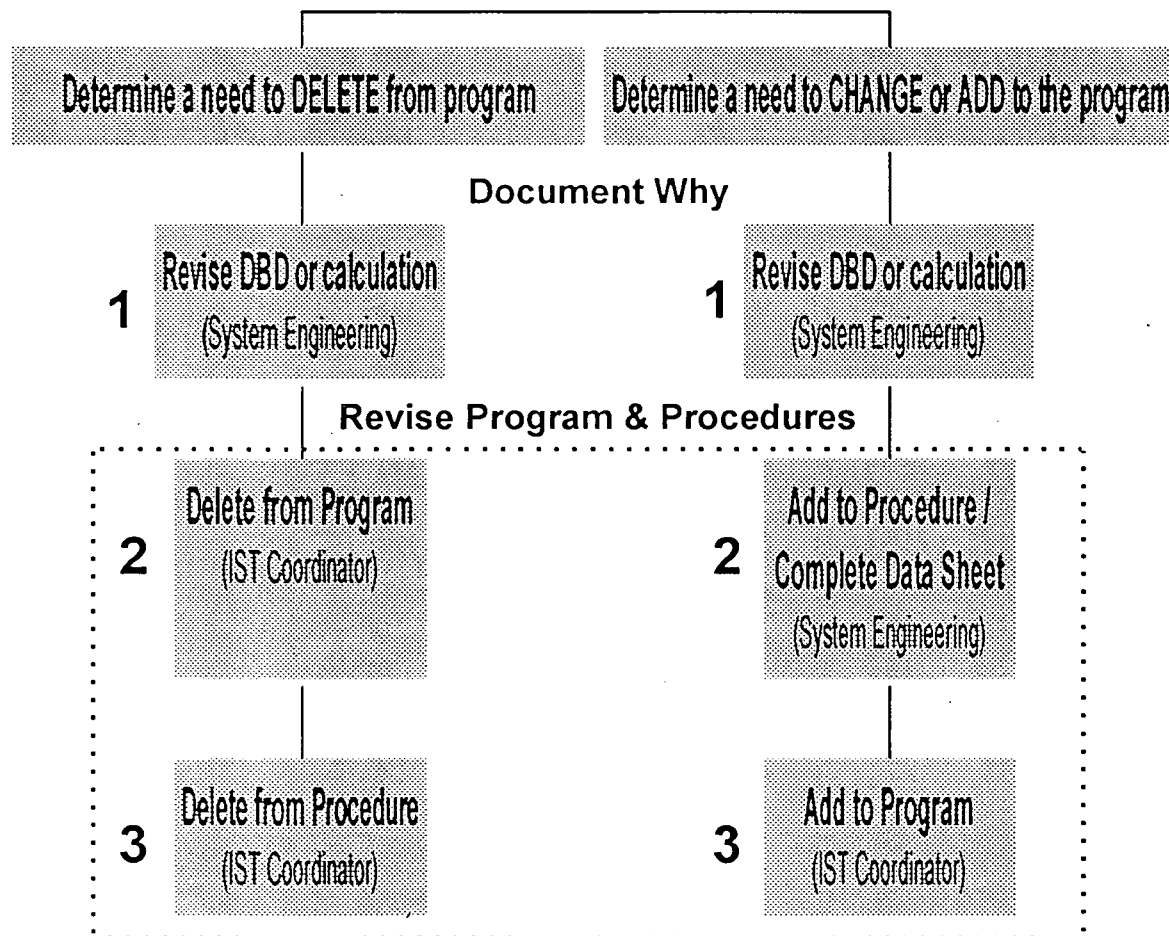 Determine a need to DELETE from program
Determine a need to CHANGE or ADD to the program
Document Why
1
Revise DBD or calculation
(System Engineering)
1
Revise DBD or calculation
(System Engineering)
Revise Program & Procedures
2
Delete from Program
(IST Coordinator)
2
Add to Procedure /
Complete Data Sheet
(System Engineering)
3
Delete from Procedure
(IST Coordinator)
3
Add to Program
(IST Coordinator)